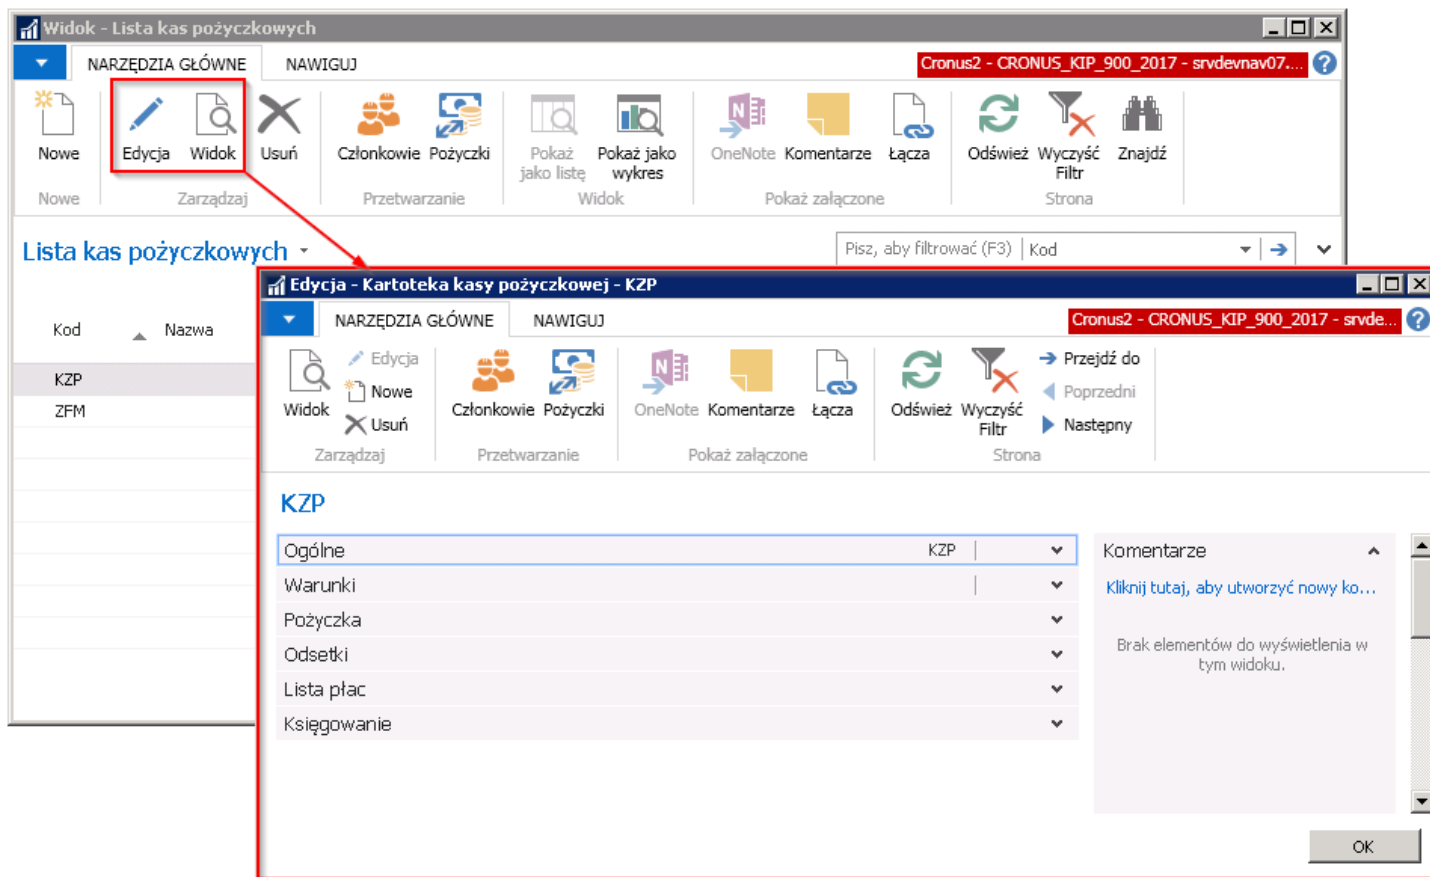 Widok - Lista kas pożyczkowych
NARZĘDZIA GŁÓWNE NAWIGUJ Cronus2 - CRONUS_KIP_900_2017 - srvdevnav07....
Nowe Edycja Widok Usuń Członkowie Pożyczki Pokaż jako listę Pokaż jako wykres OneNote Komentarze Łącza Odśwież Wyczyść Filtr Znajdź
Nowe Zarządzaj Przetwarzanie Widok Pokaż załączone Strona
Lista kas pożyczkowych Pisz, aby filtrować (F3) Kod
Kod Nazwa
KZP
ZFM
Edycja - Kartoteka kasy pożyczkowej - KZP
NARZĘDZIA GŁÓWNE NAWIGUJ Cronus2 - CRONUS_KIP_900_2017 - srvde...
Widok Edycja Nowe Usuń Członkowie Pożyczki OneNote Komentarze Łącza Odśwież Wyczyść Filtr Przejdź do Poprzedni Następny
Zarządzaj Przetwarzanie Pokaż załączone Strona
KZP
Ogólne KZP
Warunki
Pożyczka
Odsetki
Lista płac
Księgowanie
Komentarze
Kliknij tutaj, aby utworzyć nowy ko...
Brak elementów do wyświetlenia w
tym widoku.
OK